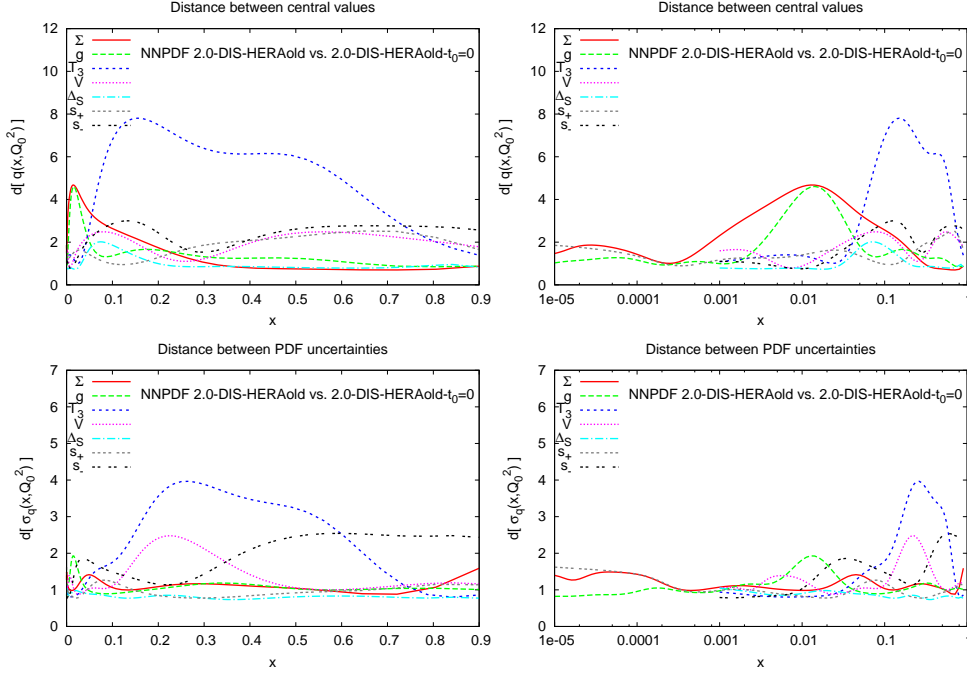 Distance between central values
d[ q(x,Q₀²) ]
12
10
8
6
4
2
0
NNPDF 2.0-DIS-HERAold vs. 2.0-DIS-HERAold-t₀=0
Σ
g
T₃
V
Δ_S
s₊
s₋
0 0.1 0.2 0.3 0.4 0.5 0.6 0.7 0.8 0.9
x
Distance between central values
d[ q(x,Q₀²) ]
12
10
8
6
4
2
0
NNPDF 2.0-DIS-HERAold vs. 2.0-DIS-HERAold-t₀=0
Σ
g
T₃
V
Δ_S
s₊
s₋
1e-05 0.0001 0.001 0.01 0.1 1
x
Distance between PDF uncertainties
d[ σ_q(x,Q₀²) ]
7
6
5
4
3
2
1
0
NNPDF 2.0-DIS-HERAold vs. 2.0-DIS-HERAold-t₀=0
Σ
g
T₃
V
Δ_S
s₊
s₋
0 0.1 0.2 0.3 0.4 0.5 0.6 0.7 0.8 0.9
x
Distance between PDF uncertainties
d[ σ_q(x,Q₀²) ]
7
6
5
4
3
2
1
0
NNPDF 2.0-DIS-HERAold vs. 2.0-DIS-HERAold-t₀=0
Σ
g
T₃
V
Δ_S
s₊
s₋
1e-05 0.0001 0.001 0.01 0.1 1
x